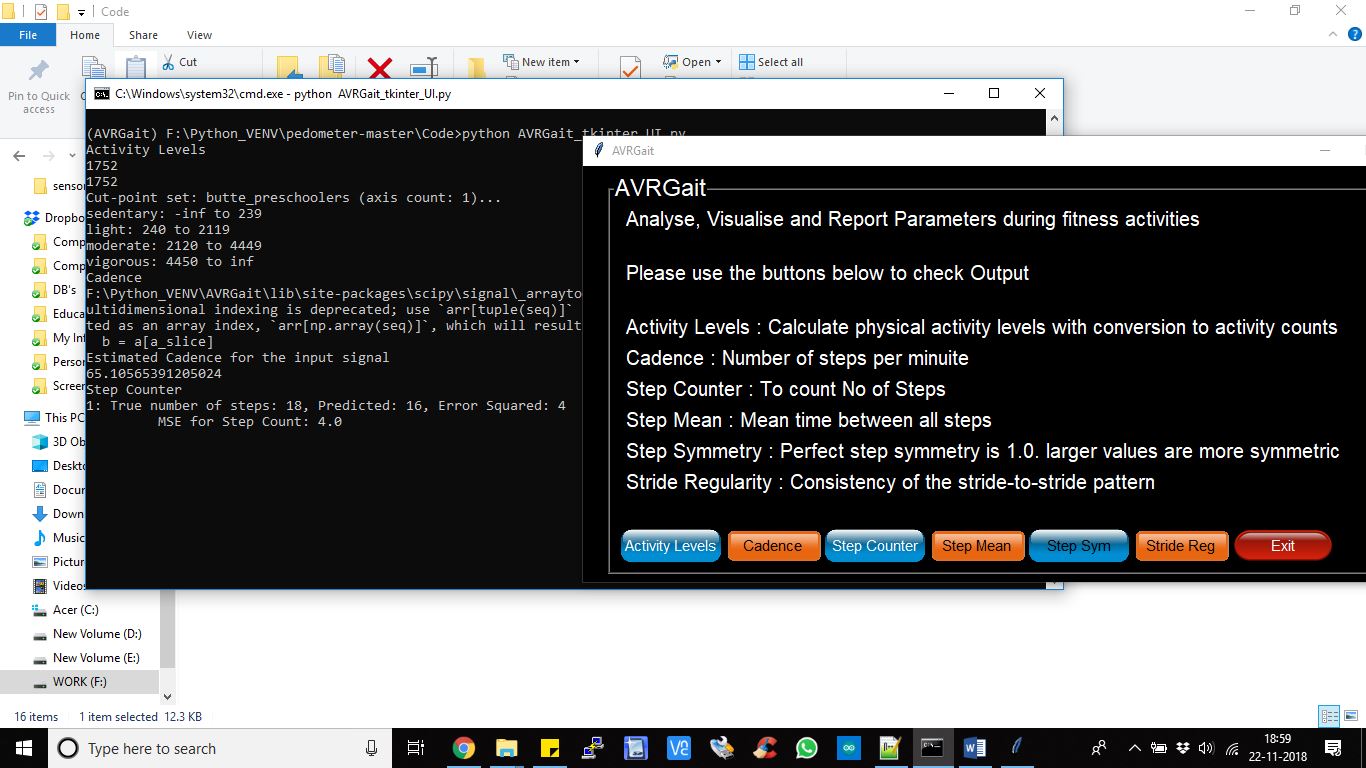 Code
File
Home
Share
View
Cut
New item
Open
Select all
Pin to Quick
access
C:\Windows\system32\cmd.exe - python  AVRGait_tkinter_UI.py
(AVRGait) F:\Python_VENV\pedometer-master\Code>python AVRGait_tkinter_UI.py
Activity Levels
1752
1752
Cut-point set: butte_preschoolers (axis count: 1)...
sedentary: -inf to 239
light: 240 to 2119
moderate: 2120 to 4449
vigorous: 4450 to inf
Cadence
F:\Python_VENV\AVRGait\lib\site-packages\scipy\signal\_arrayto
ultidimensional indexing is deprecated; use `arr[tuple(seq)]`
ted as an array index, `arr[np.array(seq)]`, which will result
b = a[a_slice]
Estimated Cadence for the input signal
65.10565391205024
Step Counter
1: True number of steps: 18, Predicted: 16, Error Squared: 4
MSE for Step Count: 4.0
AVRGait
AVRGait
Analyse, Visualise and Report Parameters during fitness activities
Please use the buttons below to check Output
Activity Levels : Calculate physical activity levels with conversion to activity counts
Cadence : Number of steps per minuite
Step Counter : To count No of Steps
Step Mean : Mean time between all steps
Step Symmetry : Perfect step symmetry is 1.0. larger values are more symmetric
Stride Regularity : Consistency of the stride-to-stride pattern
Activity Levels
Cadence
Step Counter
Step Mean
Step Sym
Stride Reg
Exit
senso
Dropbo
Comp
Comp
DB's
Educa
My In
Person
Screen
This PC
3D Ob
Deskto
Docur
Down
Music
Pictur
Videos
Acer (C:)
New Volume (D:)
New Volume (E:)
WORK (F:)
16 items
1 item selected  12.3 KB
Type here to search
18:59
22-11-2018